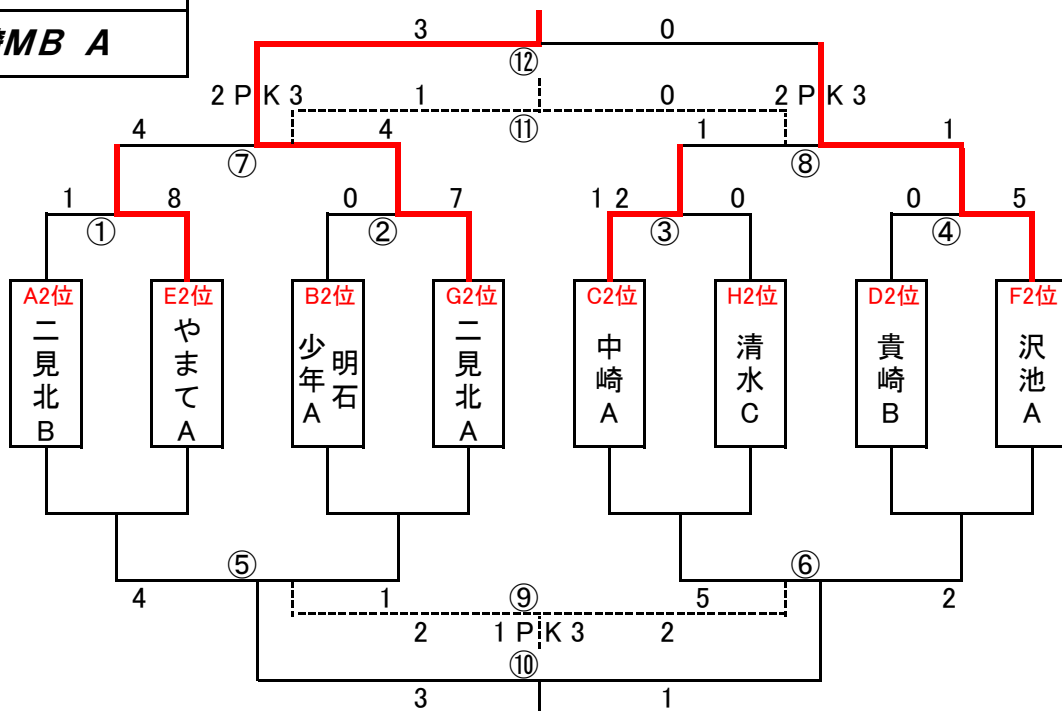 MB A
3 0
⑫
2 P K 3 1 0 2 P K 3
⑪
4 4 1 1
⑦ ⑧
1 8 0 7 1 2 0 0 5
① ② ③ ④
A2位 E2位 B2位 G2位 C2位 H2位 D2位 F2位
二見北B
やまてA
明石
少年A
二見北A
中崎A
清水C
貴崎B
沢池A
⑤ ⑥
4 1 ⑨ 5 2
2 1 P K 3 2
⑩
3 1